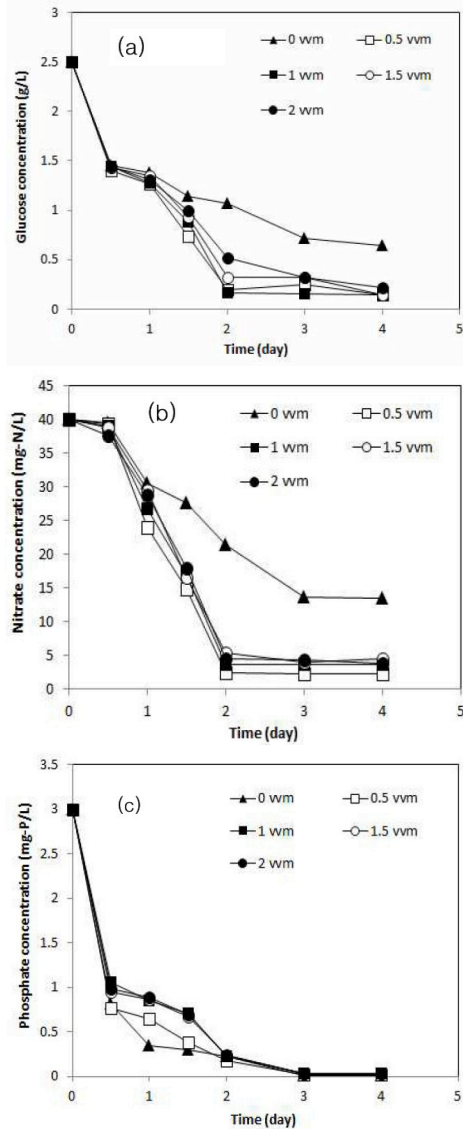 (a)
0 vvm
0.5 vvm
1 vvm
1.5 vvm
2 vvm
Glucose concentration (g/L)
3
2.5
2
1.5
1
0.5
0
0 1 2 3 4 5
Time (day)
(b)
0 vvm
0.5 vvm
1 vvm
1.5 vvm
2 vvm
Nitrate concentration (mg-N/L)
45
40
35
30
25
20
15
10
5
0
0 1 2 3 4 5
Time (day)
(c)
0 vvm
0.5 vvm
1 vvm
1.5 vvm
2 vvm
Phosphate concentration (mg-P/L)
3.5
3
2.5
2
1.5
1
0.5
0
0 1 2 3 4 5
Time (day)